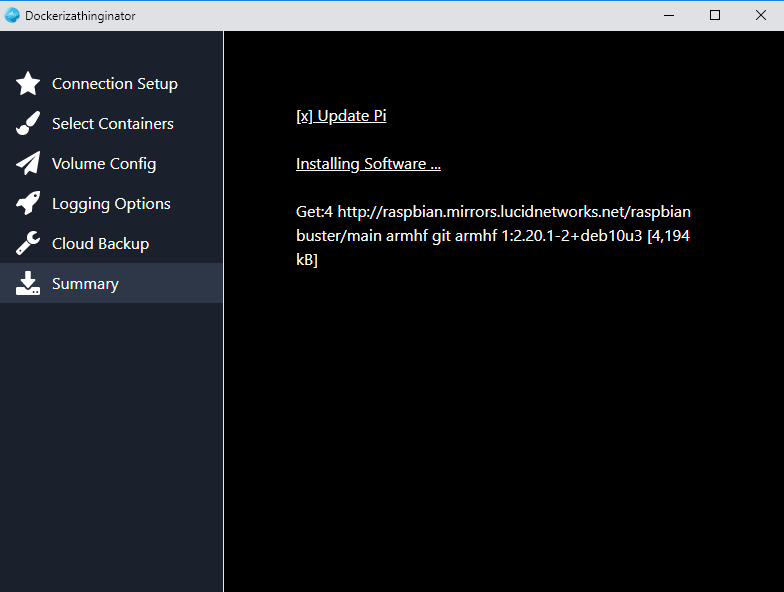 Dockerizathinginator
Connection Setup
Select Containers
Volume Config
Logging Options
Cloud Backup
Summary
[x] Update Pi
Installing Software ...
Get:4 http://raspbian.mirrors.lucidnetworks.net/raspbian
buster/main armhf git armhf 1:2.20.1-2+deb10u3 [4,194
kB]